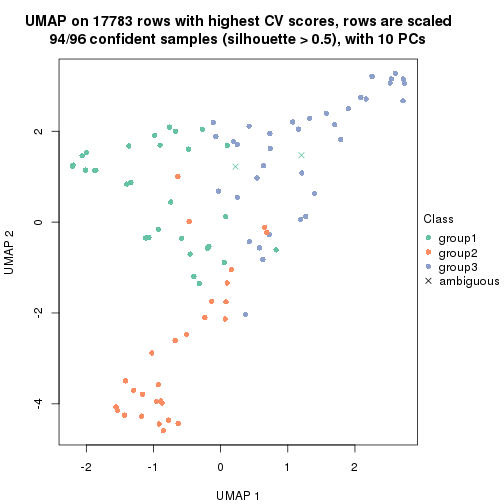 UMAP on 17783 rows with highest CV scores, rows are scaled
94/96 confident samples (silhouette > 0.5), with 10 PCs
2
0
-2
-4
UMAP 2
-2
-1
0
1
2
UMAP 1
Class
group1
group2
group3
ambiguous